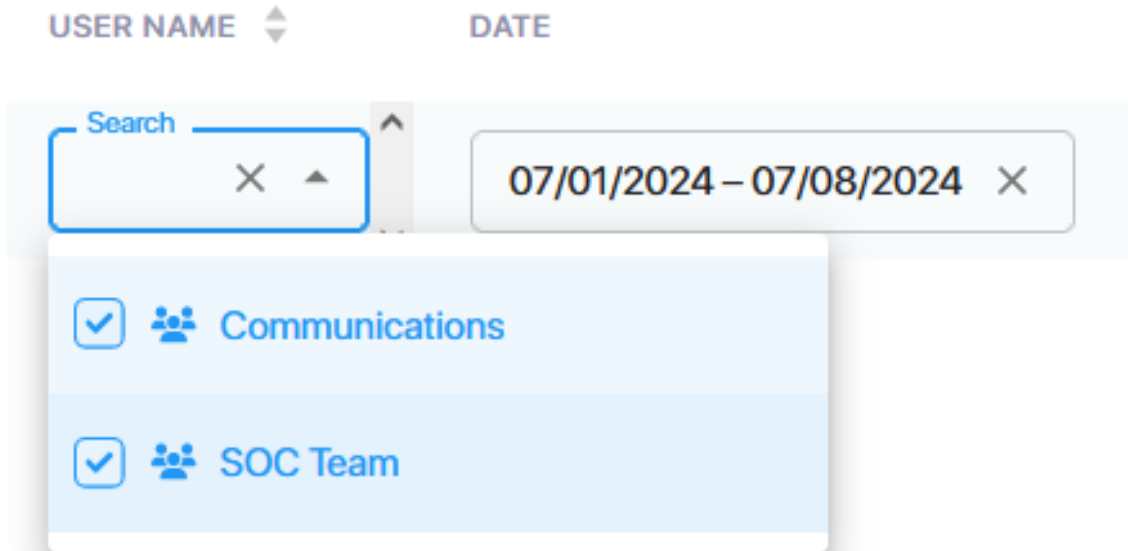 USER NAME DATE
Search
07/01/2024 – 07/08/2024
Communications
SOC Team